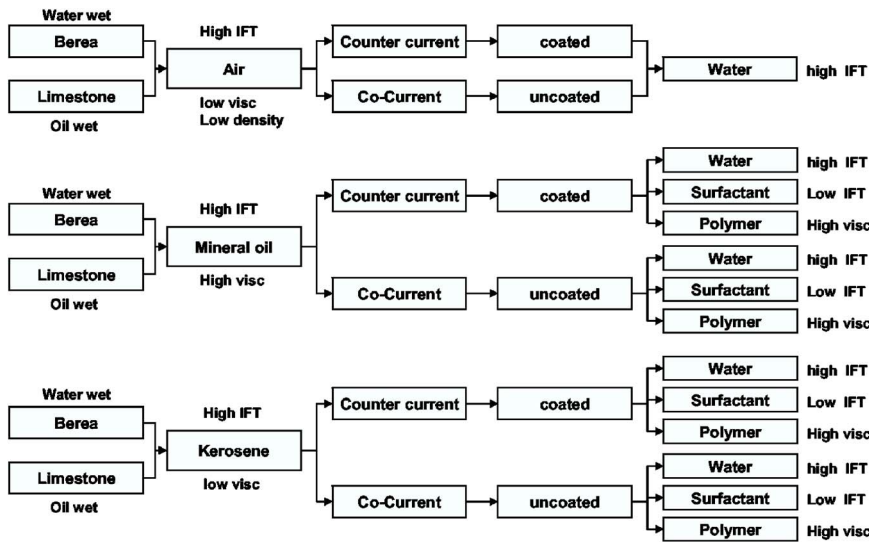 Water wet
Berea
Limestone
Oil wet
High IFT
Air
low visc
Low density
Counter current
Co-Current
coated
uncoated
Water
high IFT
Water wet
Berea
Limestone
Oil wet
High IFT
Mineral oil
High visc
Counter current
coated
Water
high IFT
Surfactant
Low IFT
Polymer
High visc
Co-Current
uncoated
Water
high IFT
Surfactant
Low IFT
Polymer
High visc
Water wet
Berea
Limestone
Oil wet
High IFT
Kerosene
low visc
Counter current
coated
Water
high IFT
Surfactant
Low IFT
Polymer
High visc
Co-Current
uncoated
Water
high IFT
Surfactant
Low IFT
Polymer
High visc